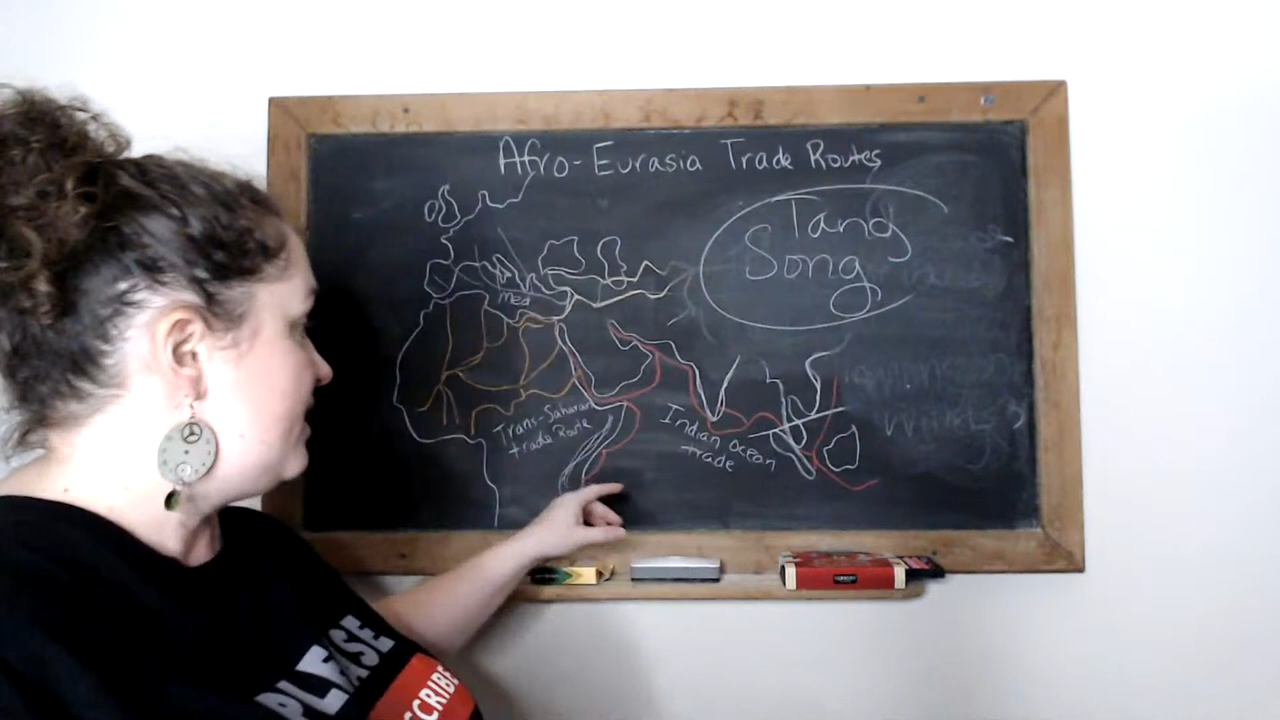 Afro-Eurasia Trade Routes
Tang
Song
Med
Trans-Saharan
trade Route
Indian Ocean
trade
PLEASE
SCRIBE